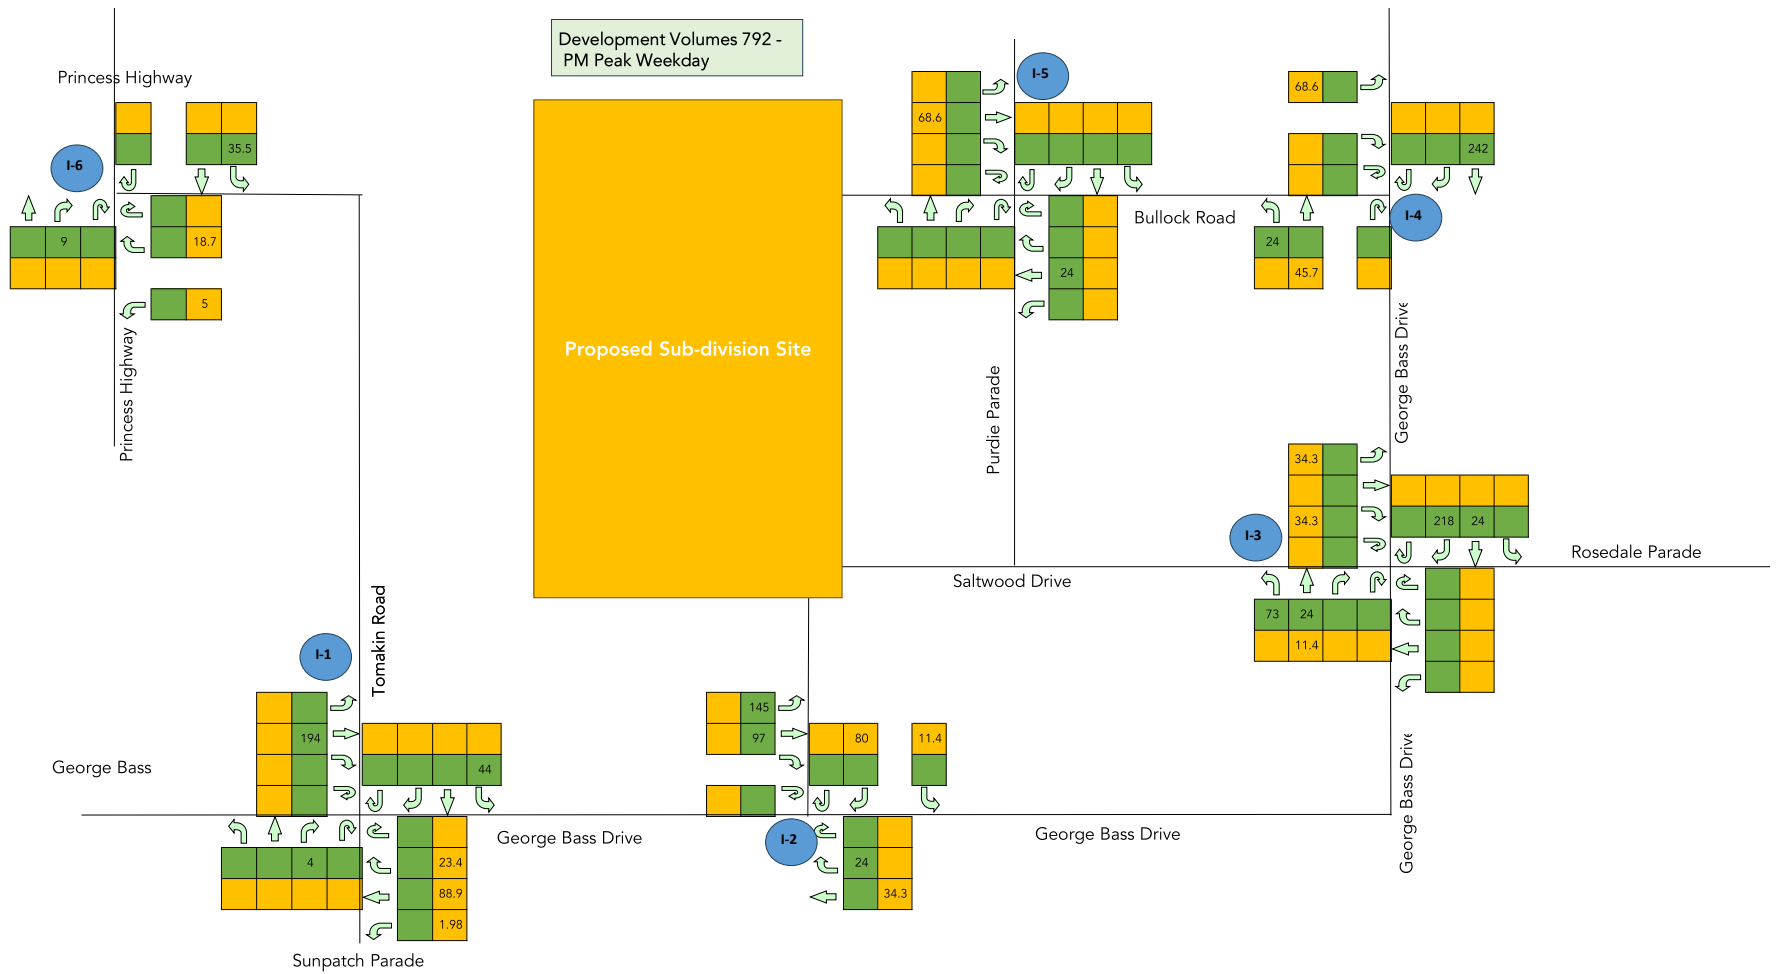 Development Volumes 792 -
PM Peak Weekday
Princess Highway
I-5
68.6
68.6
35.5
242
I-6
I-4
Bullock Road
9
18.7
24
24
45.7
5
Proposed Sub-division Site
Princess Highway
Purdie Parade
George Bass Drive
34.3
34.3
218
24
I-3
Rosedale Parade
Saltwood Drive
73
24
11.4
Tomakin Road
I-1
145
194
97
80
11.4
George Bass
44
George Bass Drive
I-2
George Bass Drive
George Bass Drive
4
23.4
24
88.9
34.3
1.98
Sunpatch Parade